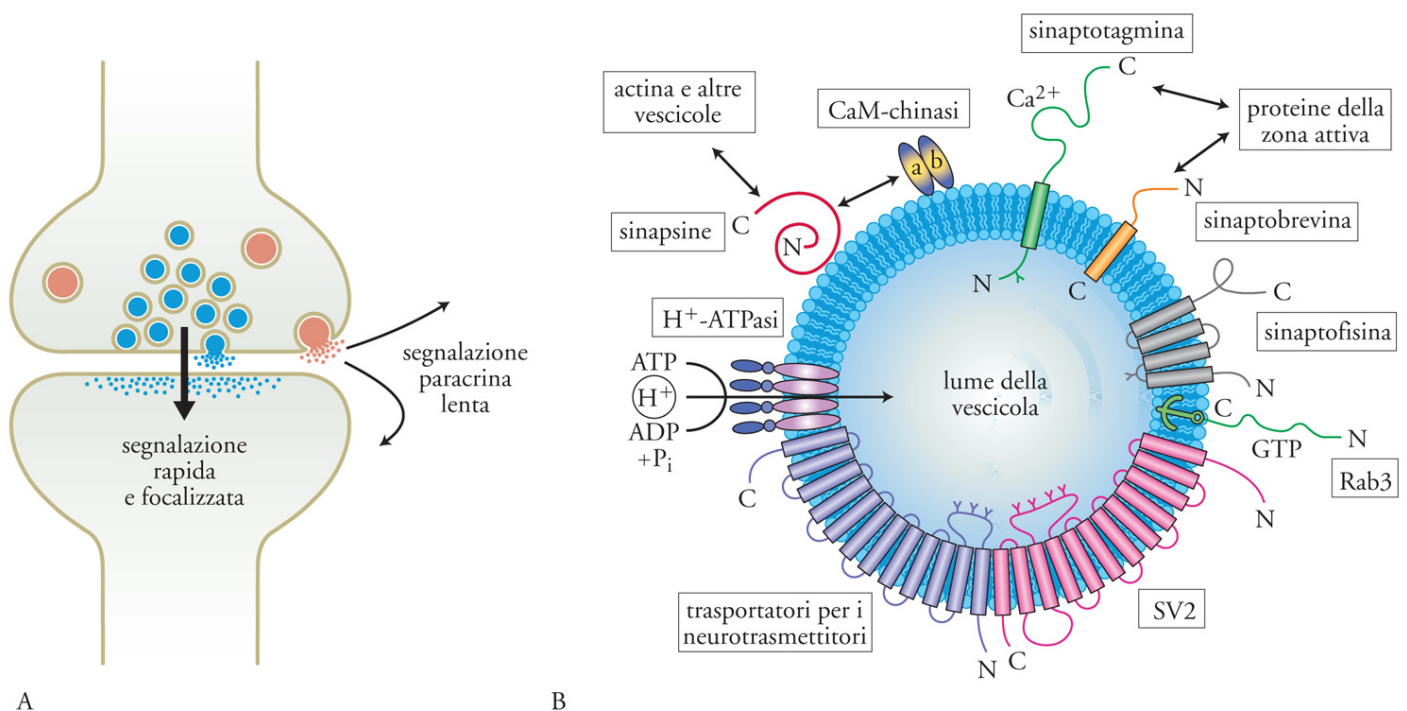 segnalazione
rapida
e focalizzata
segnalazione
paracrina
lenta
A
sinaptotagmina
C
Ca2+
actina e altre
vescicole
CaM-chinasi
a b
proteine della
zona attiva
sinapsine
C
N
N
sinaptobrevina
N
C
C
H+-ATPasi
sinaptofisina
ATP
H+
ADP
+Pi
lume della
vescicola
N
C
GTP
N
Rab3
C
N
trasportatori per i
neurotrasmettitori
SV2
N
C
B